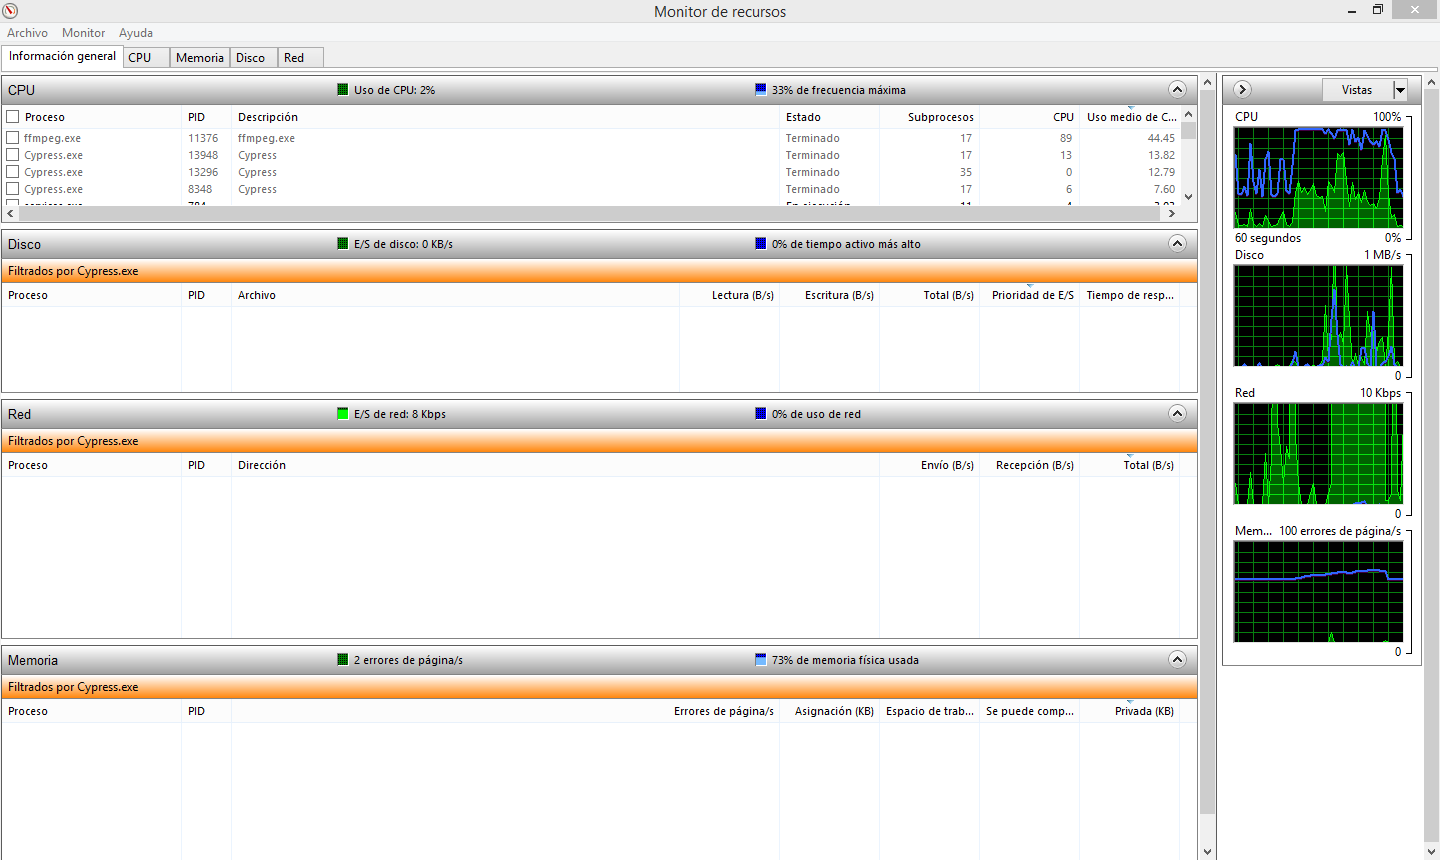 Monitor de recursos
Archivo Monitor Ayuda
Información general CPU Memoria Disco Red
CPU Uso de CPU: 2% 33% de frecuencia máxima
Proceso PID Descripción Estado Subprocesos CPU Uso medio de C...
ffmpeg.exe 11376 ffmpeg.exe Terminado 17 89 44.45
Cypress.exe 13948 Cypress Terminado 17 13 13.82
Cypress.exe 13296 Cypress Terminado 35 0 12.79
Cypress.exe 8348 Cypress Terminado 17 6 7.60
Disco E/S de disco: 0 KB/s 0% de tiempo activo más alto
Filtrados por Cypress.exe
Proceso PID Archivo Lectura (B/s) Escritura (B/s) Total (B/s) Prioridad de E/S Tiempo de resp...
Red E/S de red: 8 Kbps 0% de uso de red
Filtrados por Cypress.exe
Proceso PID Dirección Envío (B/s) Recepción (B/s) Total (B/s)
Memoria 2 errores de página/s 73% de memoria física usada
Filtrados por Cypress.exe
Proceso PID Errores de página/s Asignación (KB) Espacio de trab... Se puede comp... Privada (KB)
Vistas
CPU 100%
60 segundos 0%
Disco 1 MB/s
0
Red 10 Kbps
0
Mem... 100 errores de página/s
0